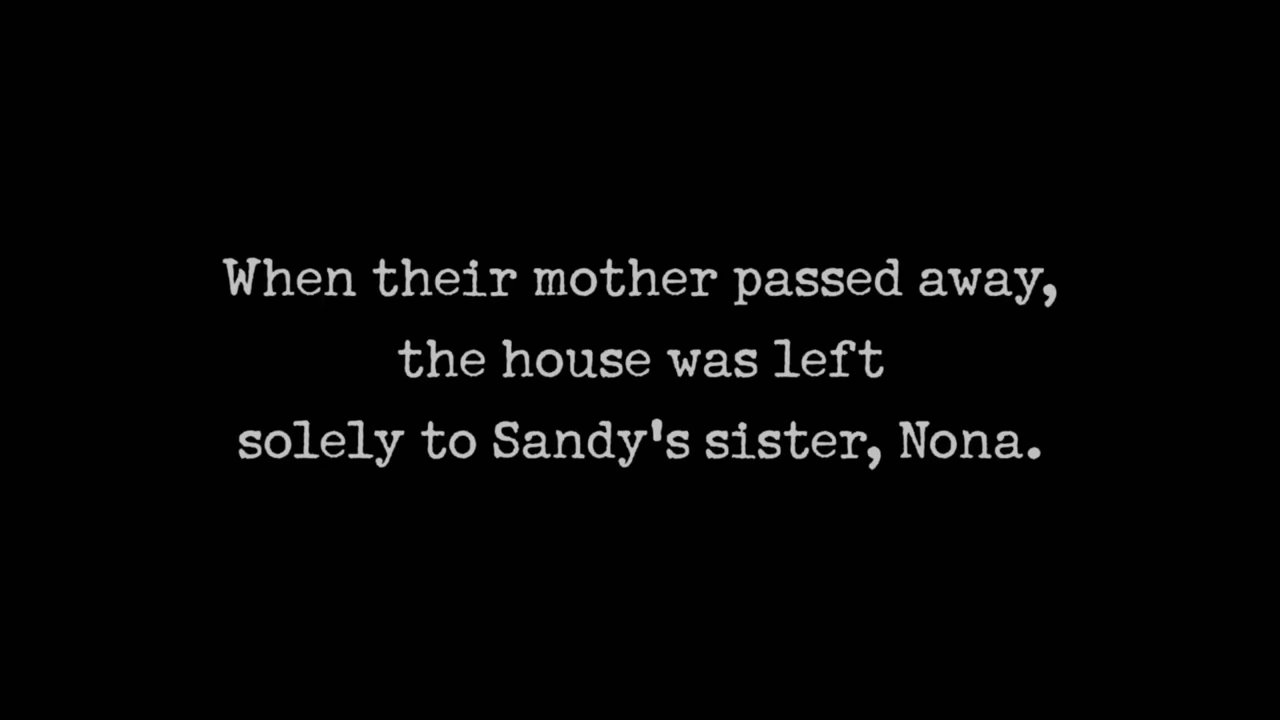 When their mother passed away,
the house was left
solely to Sandy's sister, Nona.